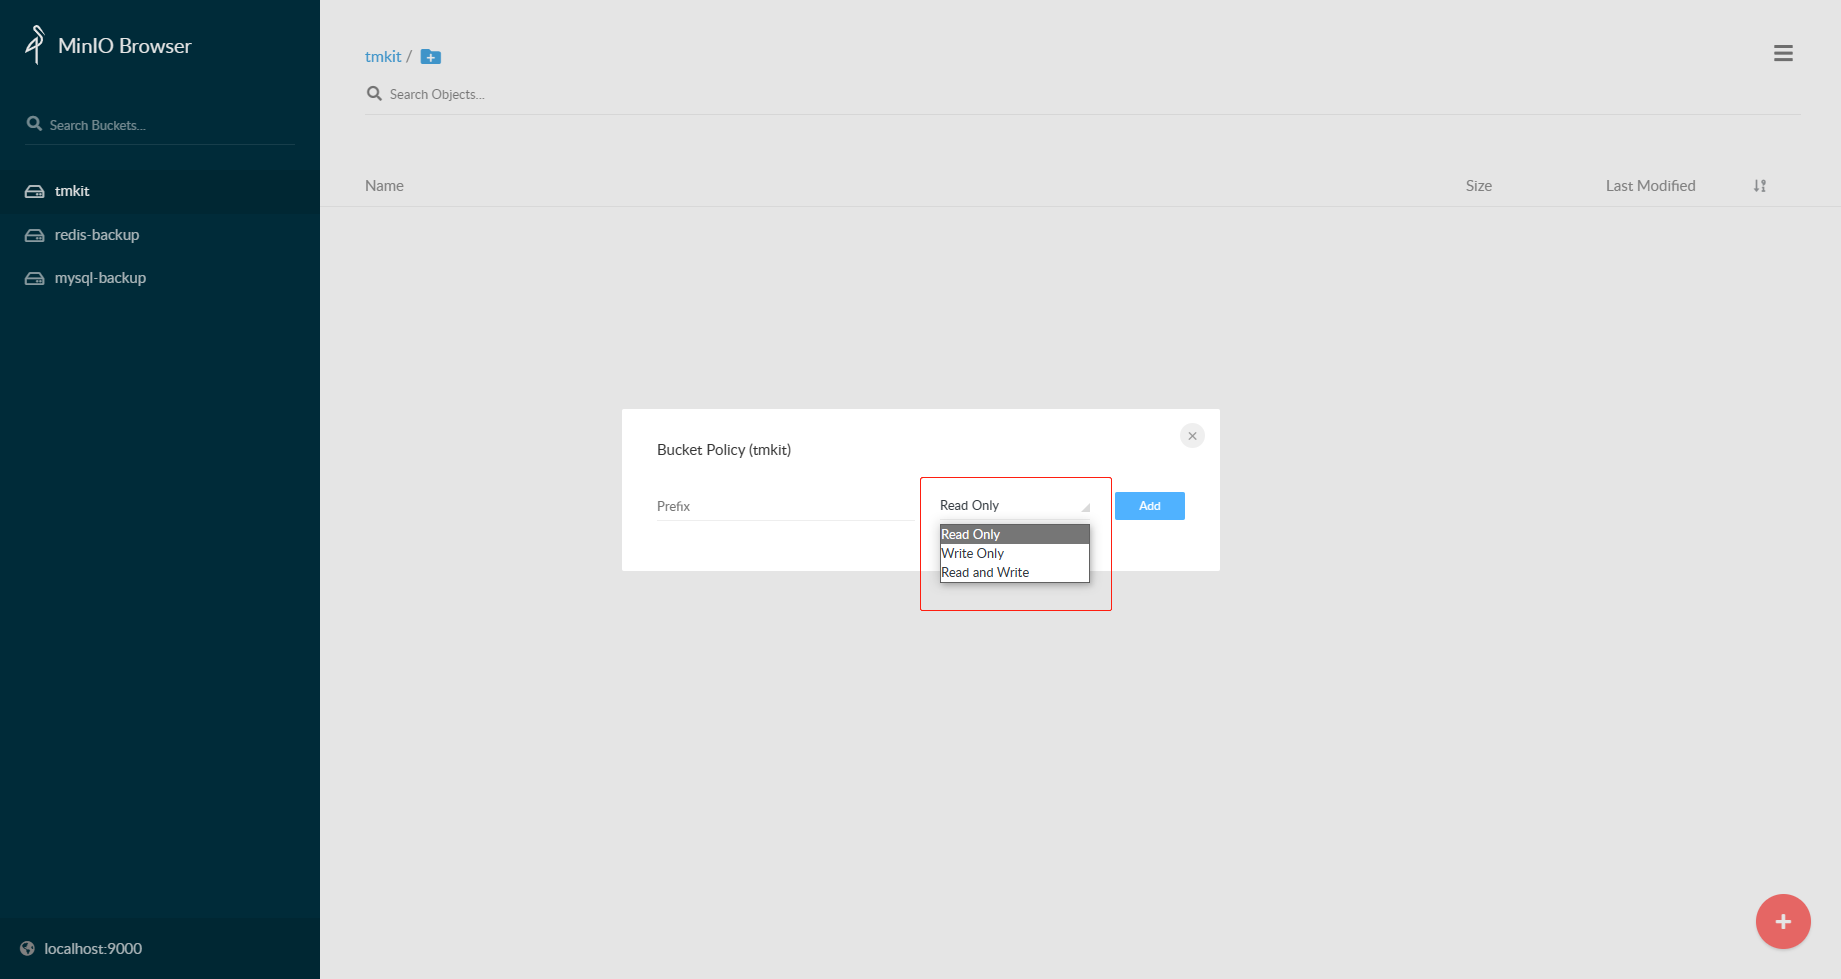 MinIO Browser
Search Buckets...
tmkit
redis-backup
mysql-backup
localhost:9000
tmkit /
Search Objects...
Name Size Last Modified
Bucket Policy (tmkit)
Prefix Read Only Add
Read Only
Write Only
Read and Write